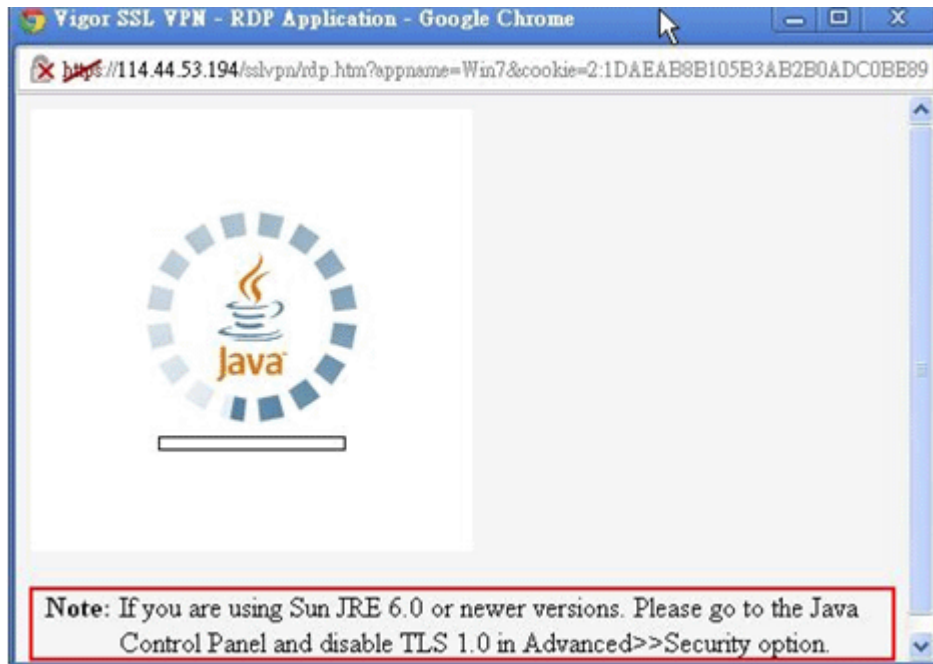 Vigor SSL VPN - RDP Application - Google Chrome
https://114.44.53.194/sslvpn/rdp.htm?appname=Win7&cookie=2:1DAEAB8B105B3AB2B0ADC0BE89
Java
Note: If you are using Sun JRE 6.0 or newer versions. Please go to the Java
Control Panel and disable TLS 1.0 in Advanced>>Security option.